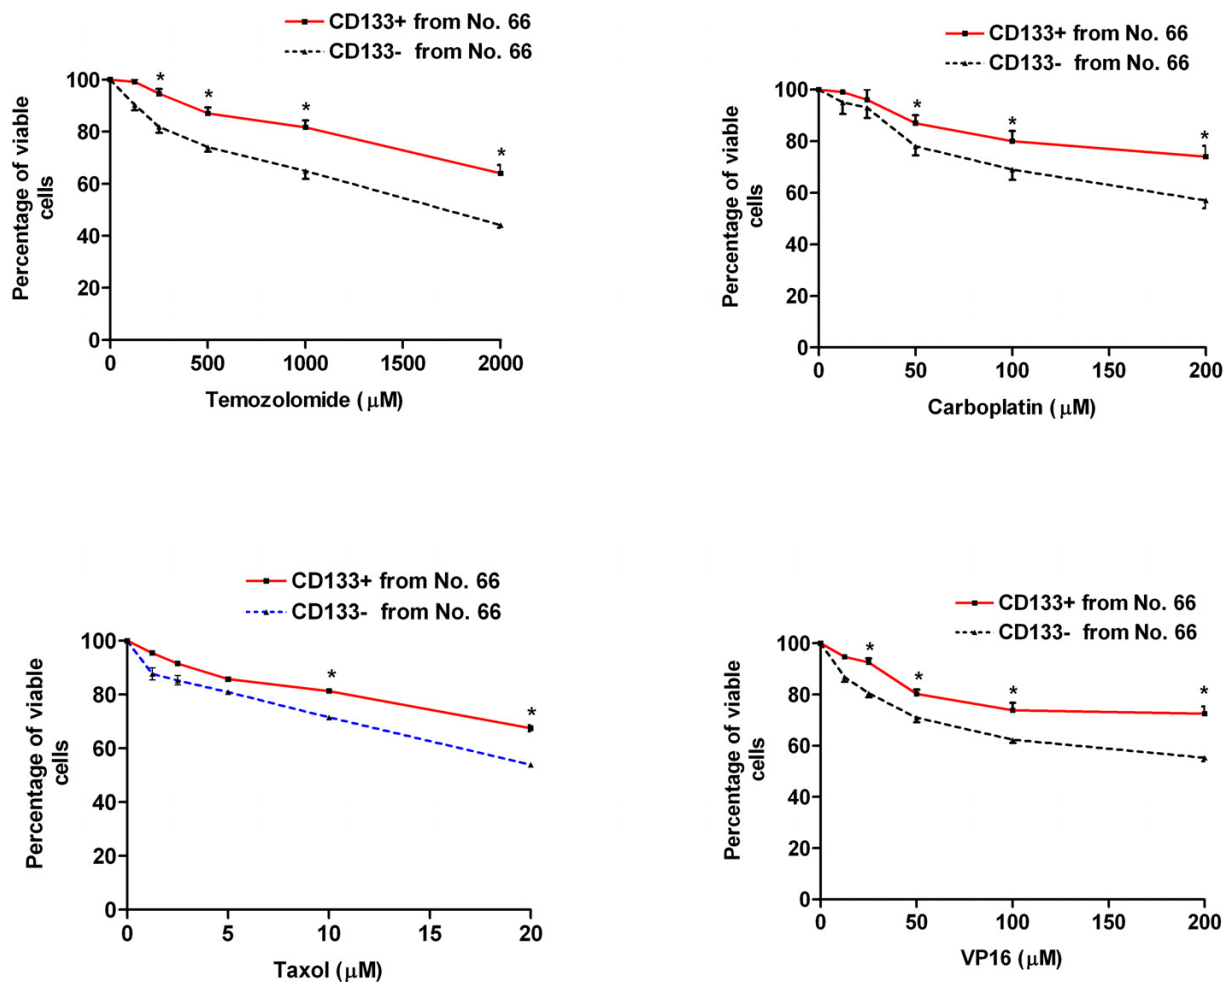 CD133+ from No. 66
CD133- from No. 66
100
80
60
40
20
0
Percentage of viable
cells
* * * *
0 500 1000 1500 2000
Temozolomide (μM)
CD133+ from No. 66
CD133- from No. 66
100
80
60
40
20
0
Percentage of viable
cells
* * *
0 50 100 150 200
Carboplatin (μM)
CD133+ from No. 66
CD133- from No. 66
100
80
60
40
20
0
Percentage of viable
cells
* *
0 5 10 15 20
Taxol (μM)
CD133+ from No. 66
CD133- from No. 66
100
80
60
40
20
0
Percentage of viable
cells
* * * *
0 50 100 150 200
VP16 (μM)